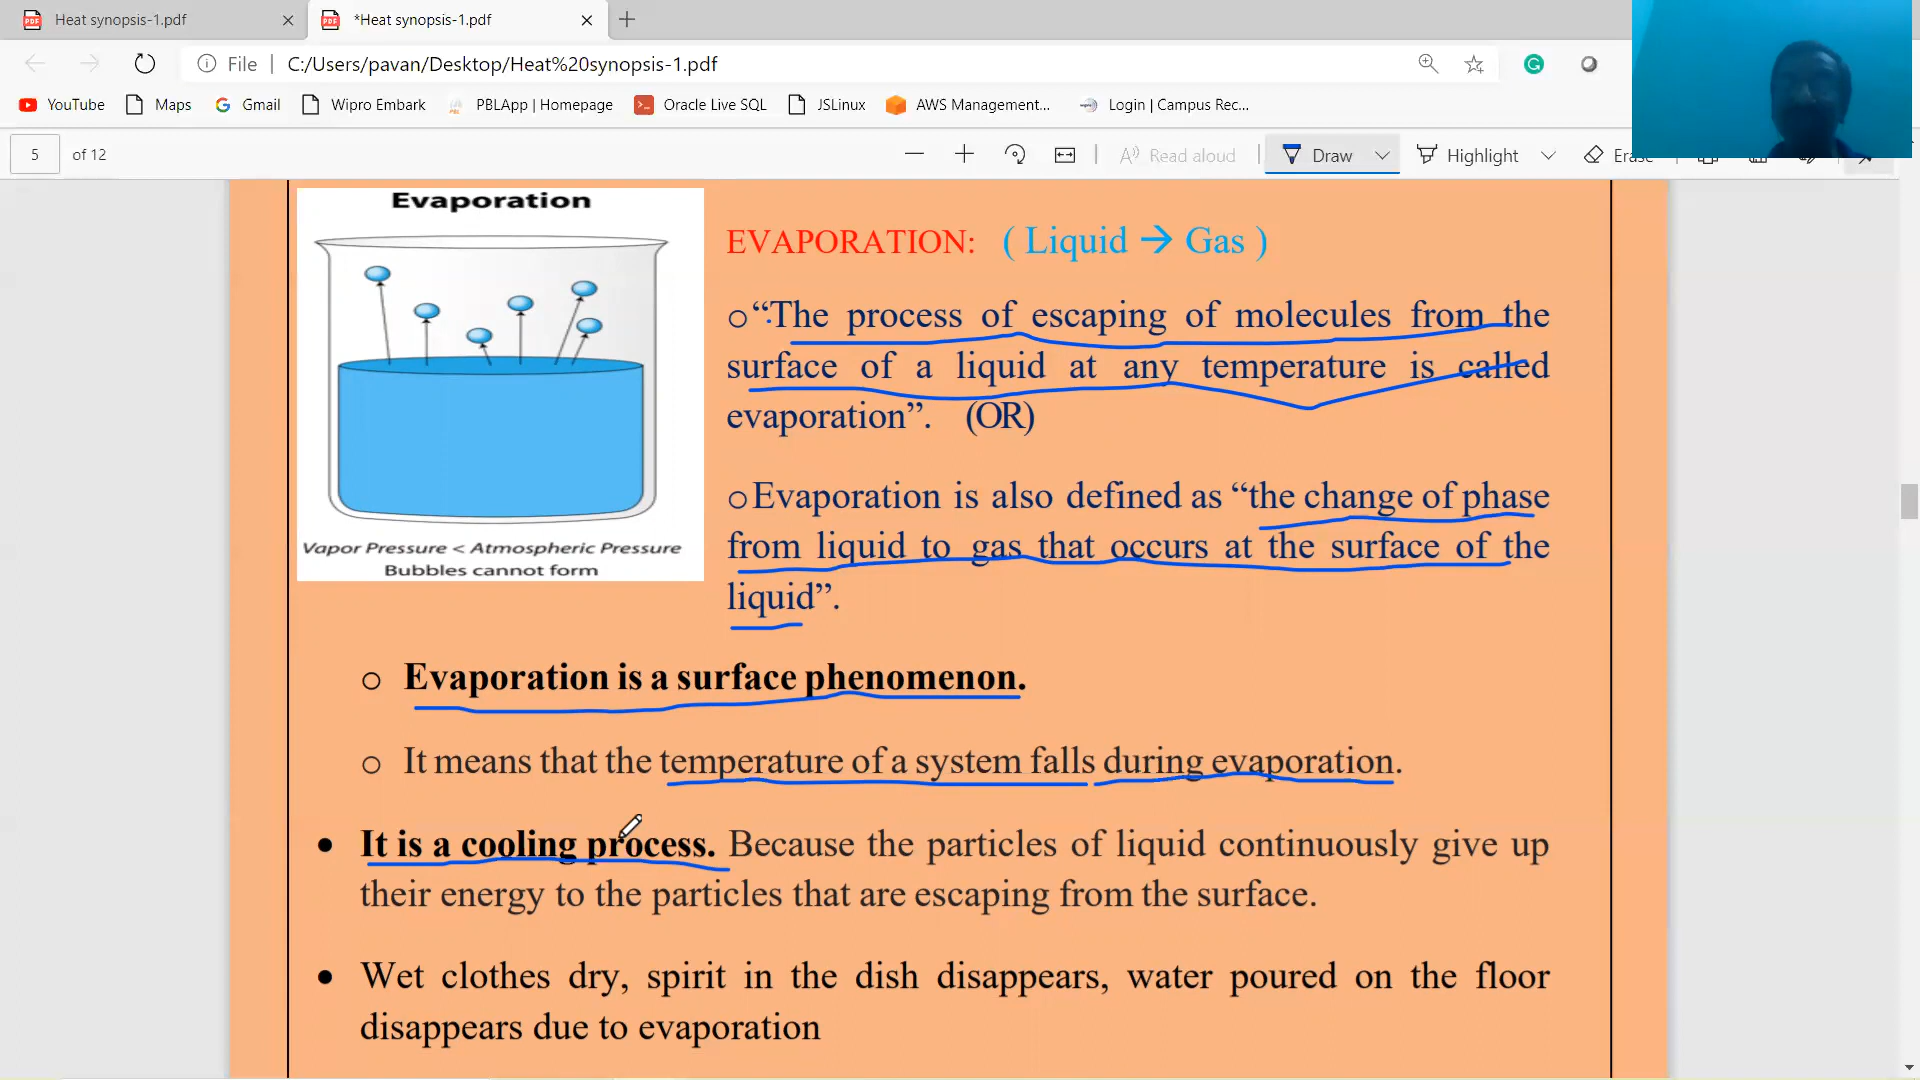 Heat synopsis-1.pdf
*Heat synopsis-1.pdf
File
C:/Users/pavan/Desktop/Heat%20synopsis-1.pdf
YouTube
Maps
Gmail
Wipro Embark
PBLApp | Homepage
Oracle Live SQL
JSLinux
AWS Management...
Login | Campus Rec...
5 of 12
Read aloud
Draw
Highlight
Erase
Evaporation
Vapor Pressure < Atmospheric Pressure
Bubbles cannot form
EVAPORATION: ( Liquid → Gas )
o “The process of escaping of molecules from the
surface of a liquid at any temperature is called
evaporation”. (OR)
o Evaporation is also defined as “the change of phase
from liquid to gas that occurs at the surface of the
liquid”.
o Evaporation is a surface phenomenon.
o It means that the temperature of a system falls during evaporation.
• It is a cooling process. Because the particles of liquid continuously give up
their energy to the particles that are escaping from the surface.
• Wet clothes dry, spirit in the dish disappears, water poured on the floor
disappears due to evaporation